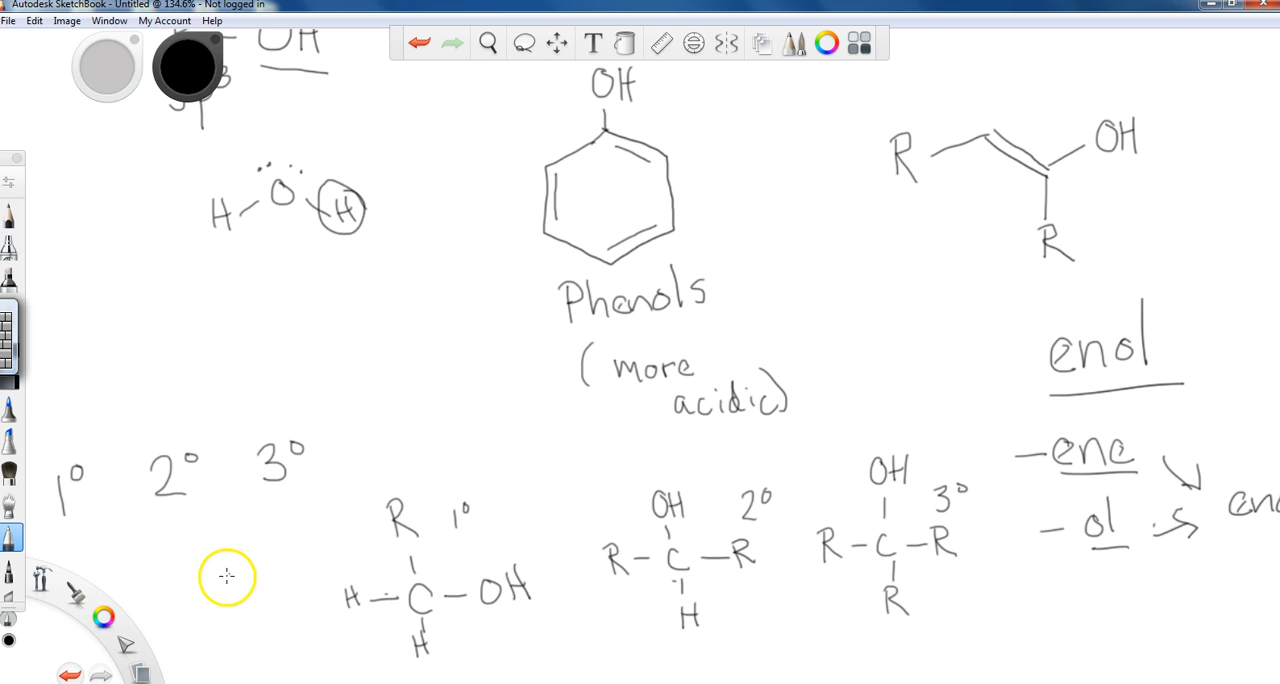 Autodesk SketchBook - Untitled @ 134.6% - Not logged in
File Edit Image Window My Account Help
T
OH
OH
R OH
R
H O H
Phenols
(more
acidic)
enol
-ene
-ol
1° 2° 3°
R 1°
H - C - OH
H
OH 2°
R - C - R
H
OH 3°
R - C - R
R